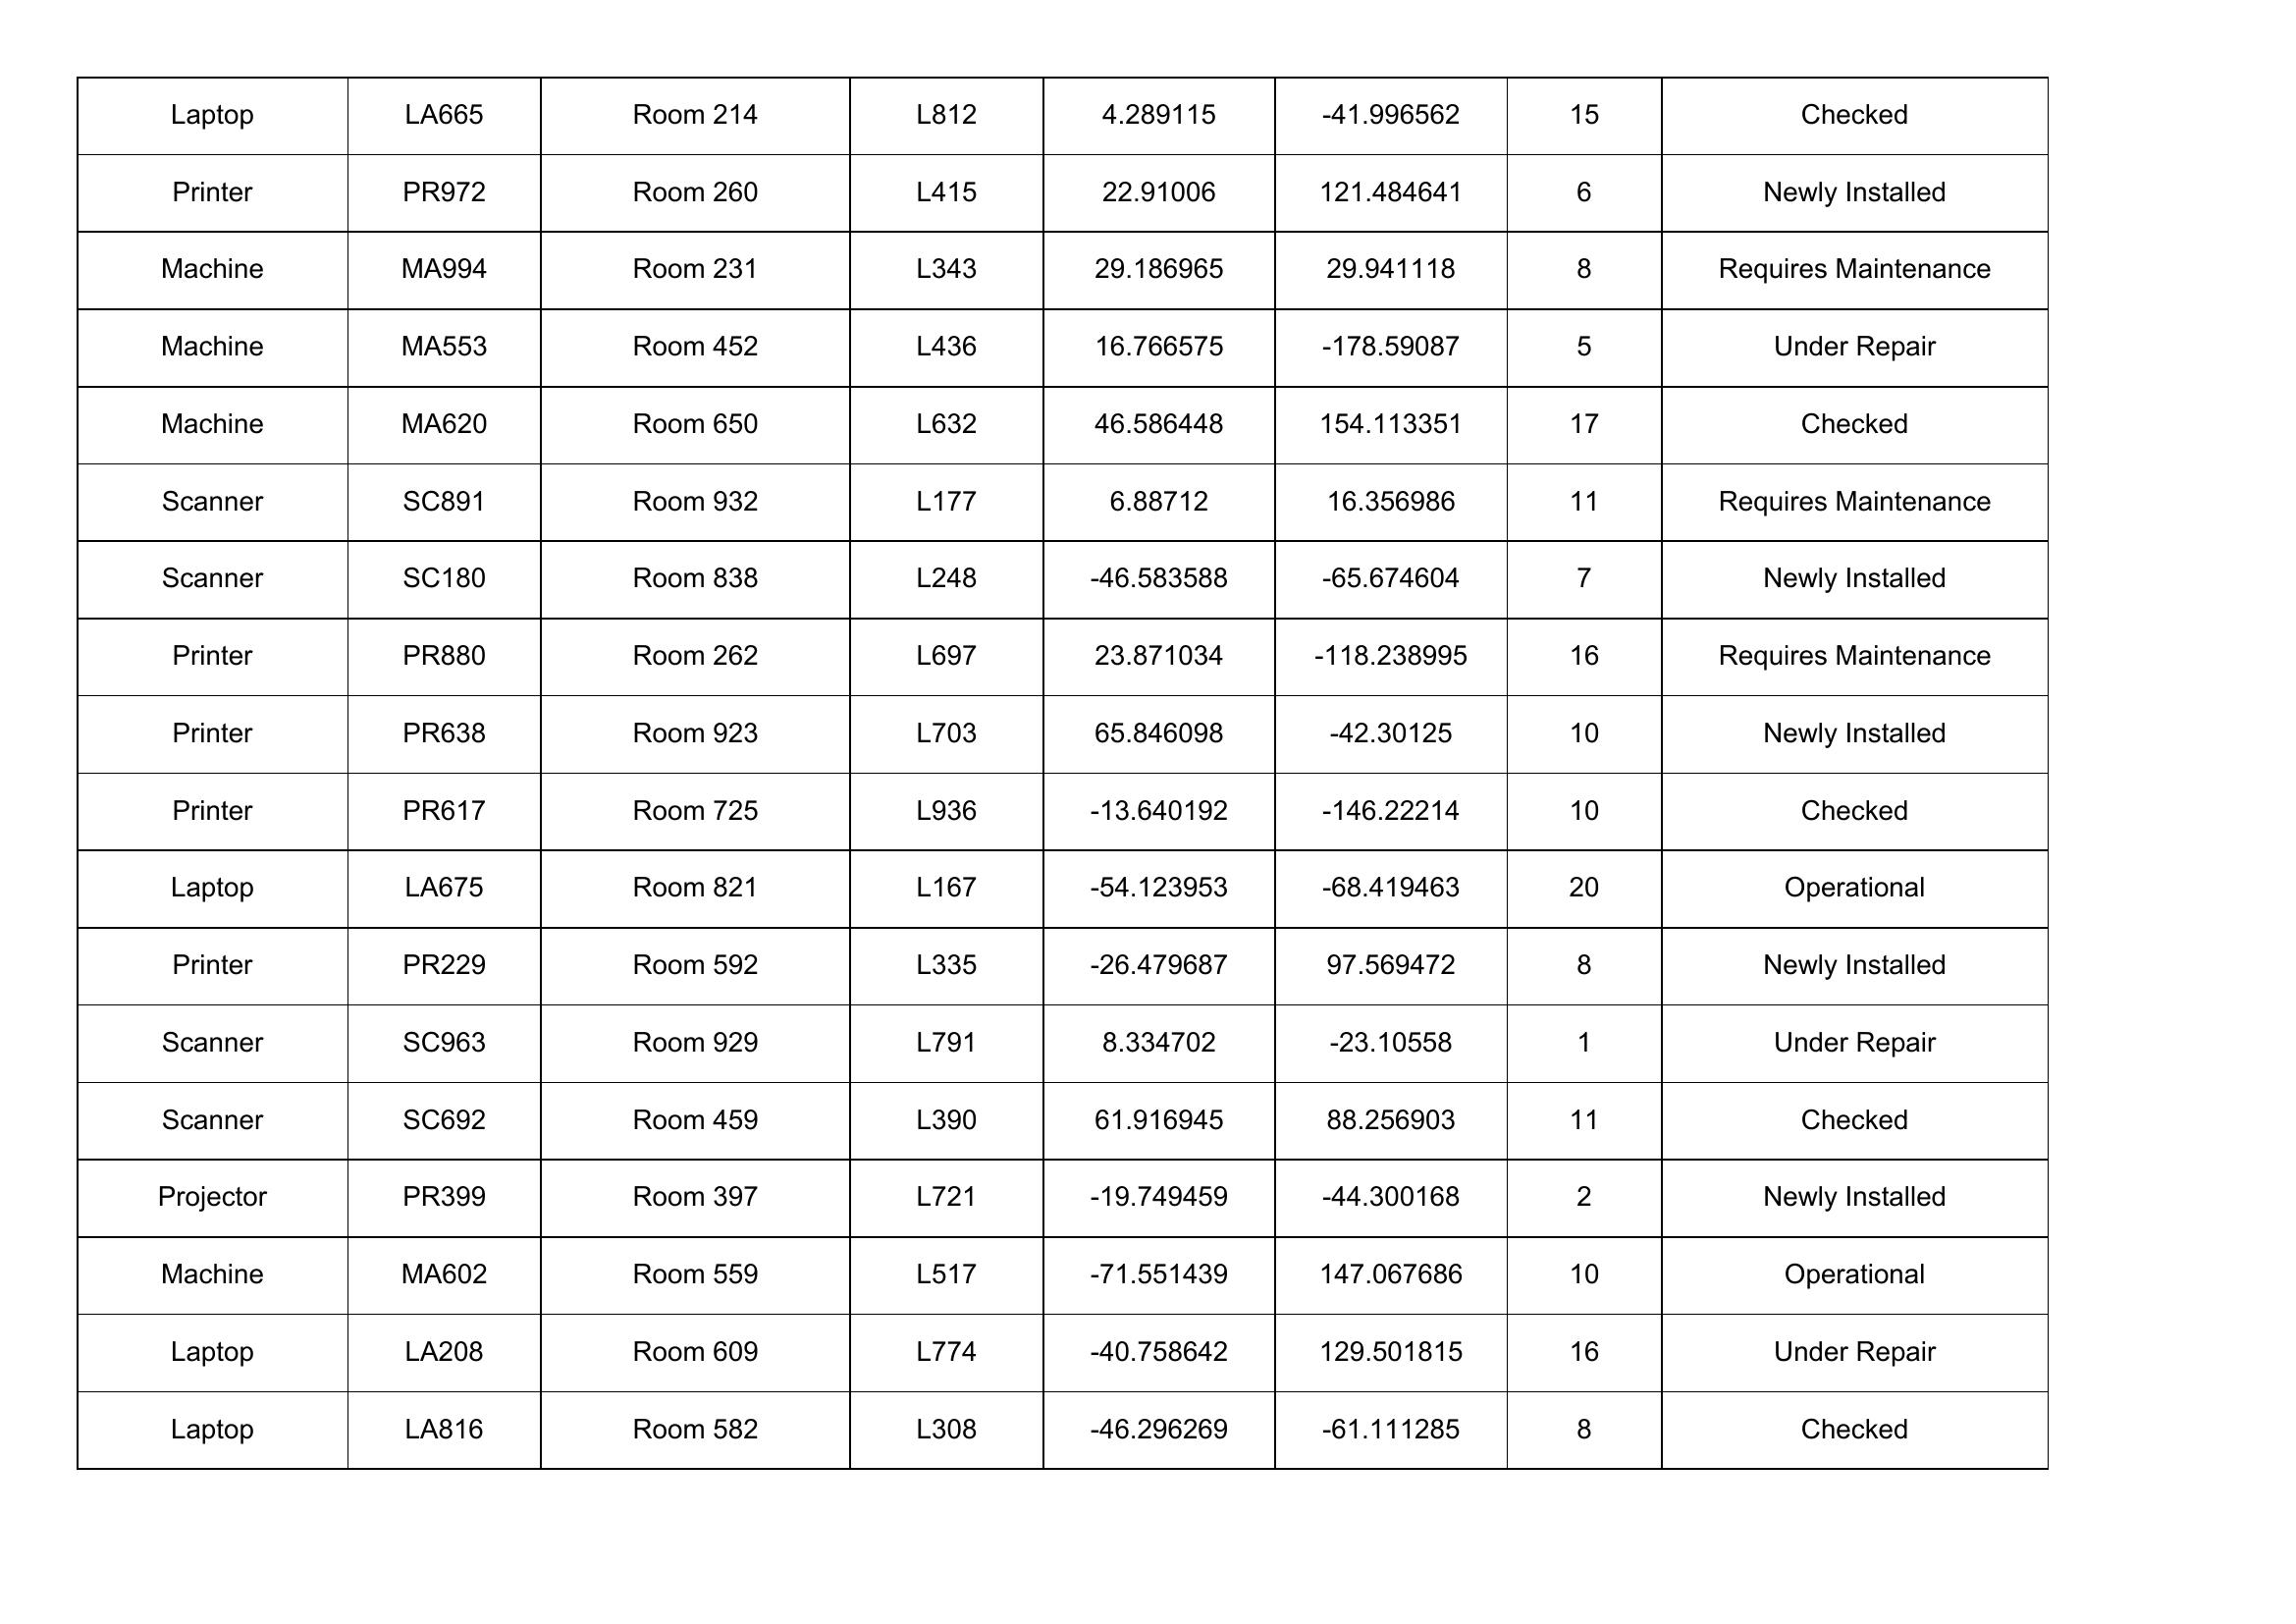 Laptop LA665 Room 214 L812 4.289115 -41.996562 15 Checked
Printer PR972 Room 260 L415 22.91006 121.484641 6 Newly Installed
Machine MA994 Room 231 L343 29.186965 29.941118 8 Requires Maintenance
Machine MA553 Room 452 L436 16.766575 -178.59087 5 Under Repair
Machine MA620 Room 650 L632 46.586448 154.113351 17 Checked
Scanner SC891 Room 932 L177 6.88712 16.356986 11 Requires Maintenance
Scanner SC180 Room 838 L248 -46.583588 -65.674604 7 Newly Installed
Printer PR880 Room 262 L697 23.871034 -118.238995 16 Requires Maintenance
Printer PR638 Room 923 L703 65.846098 -42.30125 10 Newly Installed
Printer PR617 Room 725 L936 -13.640192 -146.22214 10 Checked
Laptop LA675 Room 821 L167 -54.123953 -68.419463 20 Operational
Printer PR229 Room 592 L335 -26.479687 97.569472 8 Newly Installed
Scanner SC963 Room 929 L791 8.334702 -23.10558 1 Under Repair
Scanner SC692 Room 459 L390 61.916945 88.256903 11 Checked
Projector PR399 Room 397 L721 -19.749459 -44.300168 2 Newly Installed
Machine MA602 Room 559 L517 -71.551439 147.067686 10 Operational
Laptop LA208 Room 609 L774 -40.758642 129.501815 16 Under Repair
Laptop LA816 Room 582 L308 -46.296269 -61.111285 8 Checked